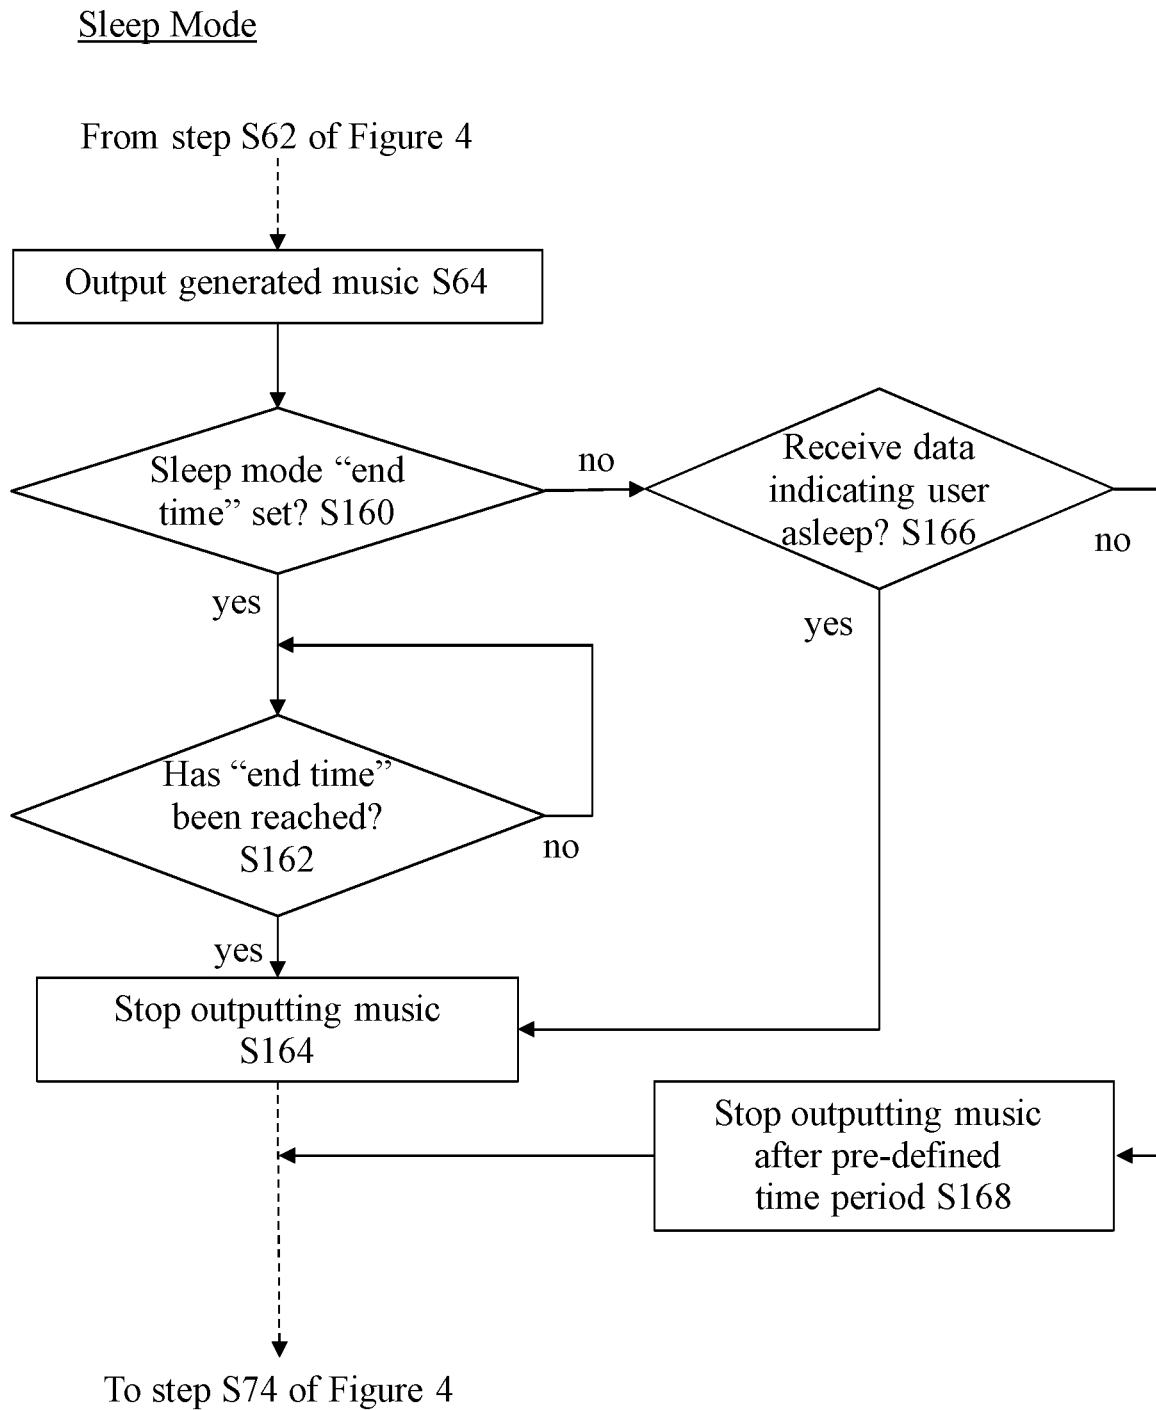 Sleep Mode
From step S62 of Figure 4
Output generated music S64
Sleep mode “end
time” set? S160
no
Receive data
indicating user
asleep? S166
no
yes
yes
Has “end time”
been reached?
S162
no
yes
Stop outputting music
S164
Stop outputting music
after pre-defined
time period S168
To step S74 of Figure 4